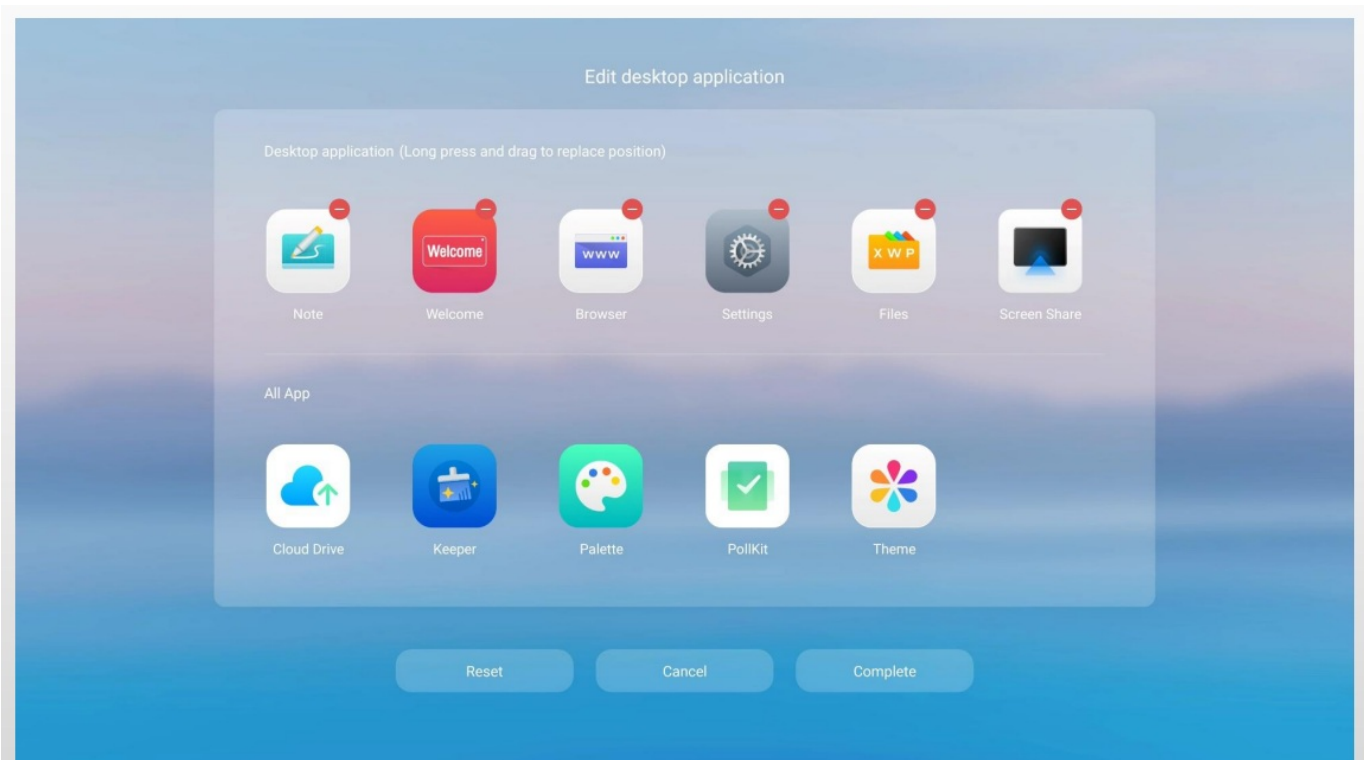 Edit desktop application
Desktop application (Long press and drag to replace position)
Welcome
www
X W P
Note Welcome Browser Settings Files Screen Share
All App
Cloud Drive Keeper Palette PollKit Theme
Reset Cancel Complete